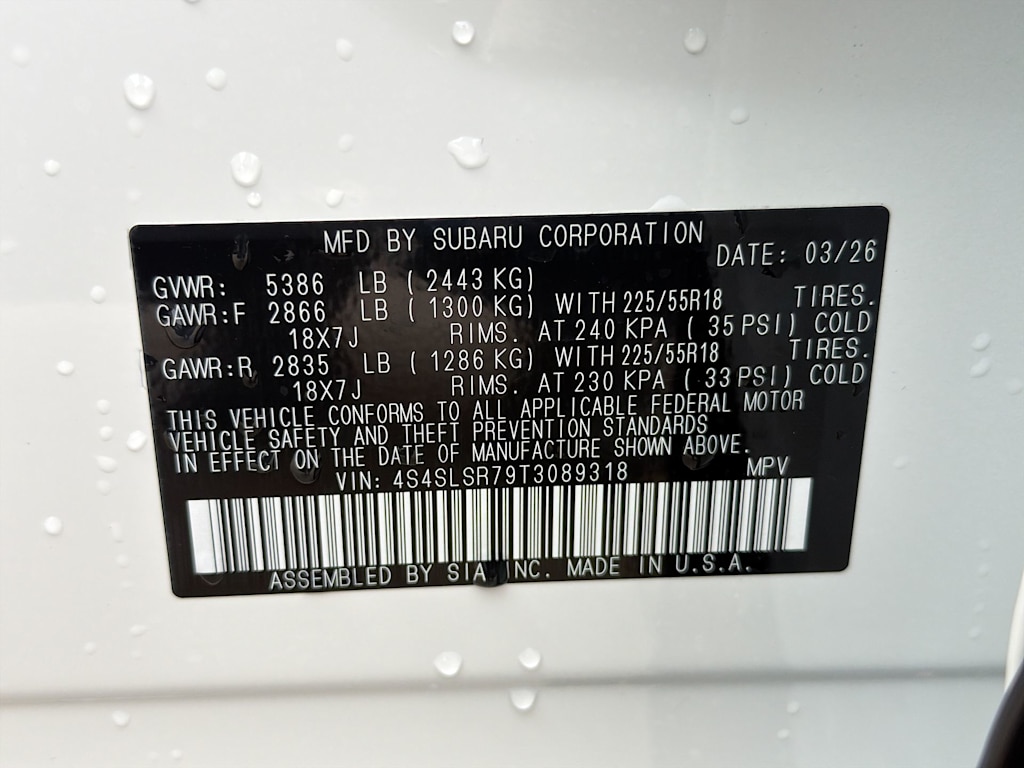 MFD BY SUBARU CORPORATION DATE: 03/26
GVWR: 5386 LB ( 2443 KG)
GAWR:F 2866 LB ( 1300 KG) WITH 225/55R18 TIRES.
18X7J RIMS. AT 240 KPA ( 35 PSI) COLD
GAWR:R 2835 LB ( 1286 KG) WITH 225/55R18 TIRES.
18X7J RIMS. AT 230 KPA ( 33 PSI) COLD
THIS VEHICLE CONFORMS TO ALL APPLICABLE FEDERAL MOTOR
VEHICLE SAFETY AND THEFT PREVENTION STANDARDS
IN EFFECT ON THE DATE OF MANUFACTURE SHOWN ABOVE.
VIN: 4S4SLSR79T3089318 MPV
ASSEMBLED BY SIA INC. MADE IN U.S.A.